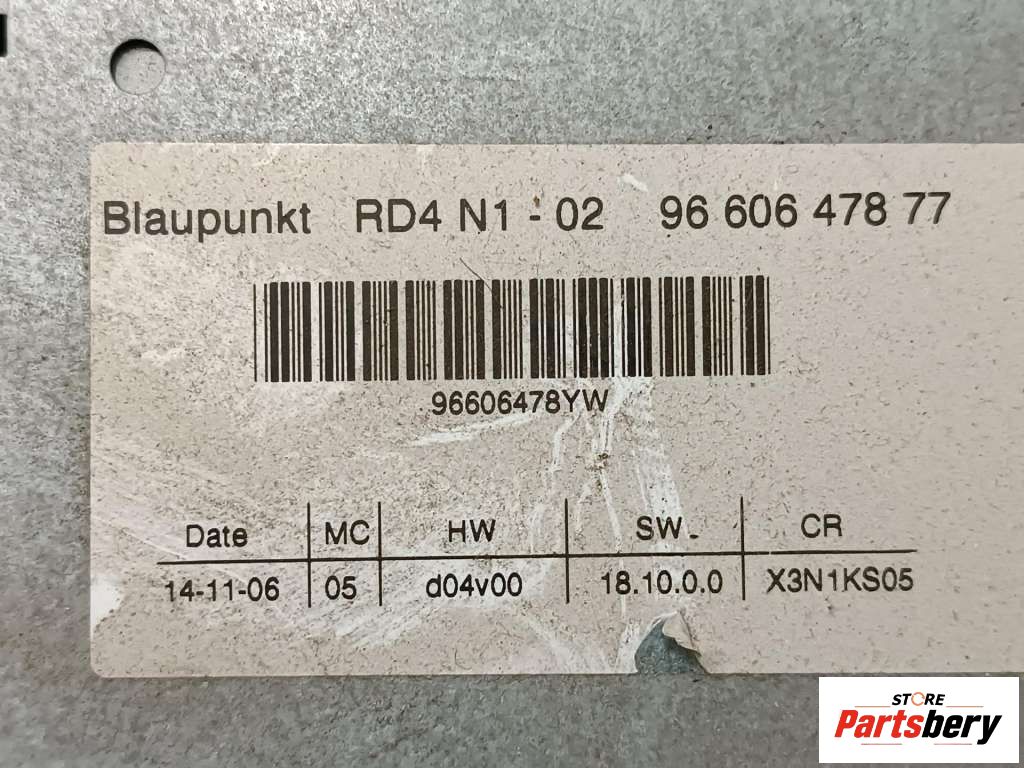 Blaupunkt RD4 N1 - 02 96 606 478 77
96606478YW
Date MC HW SW. CR
14-11-06 05 d04v00 18.10.0.0 X3N1KS05
STORE
Partsbery